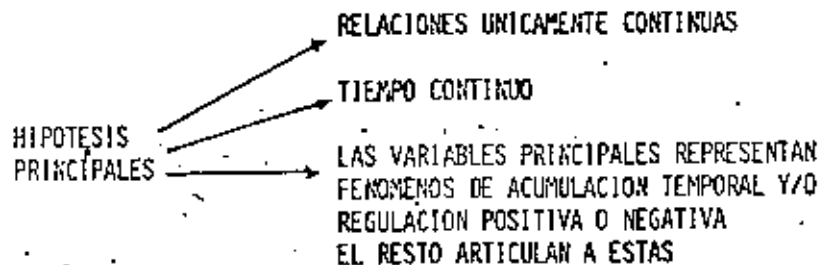 RELACIONES UNICAMENTE CONTINUAS
TIEMPO CONTINUO
HIPOTESIS
PRINCIPALES
LAS VARIABLES PRINCIPALES REPRESENTAN
FENOMENOS DE ACUMULACION TEMPORAL Y/O
REGULACION POSITIVA O NEGATIVA
EL RESTO ARTICULAN A ESTAS